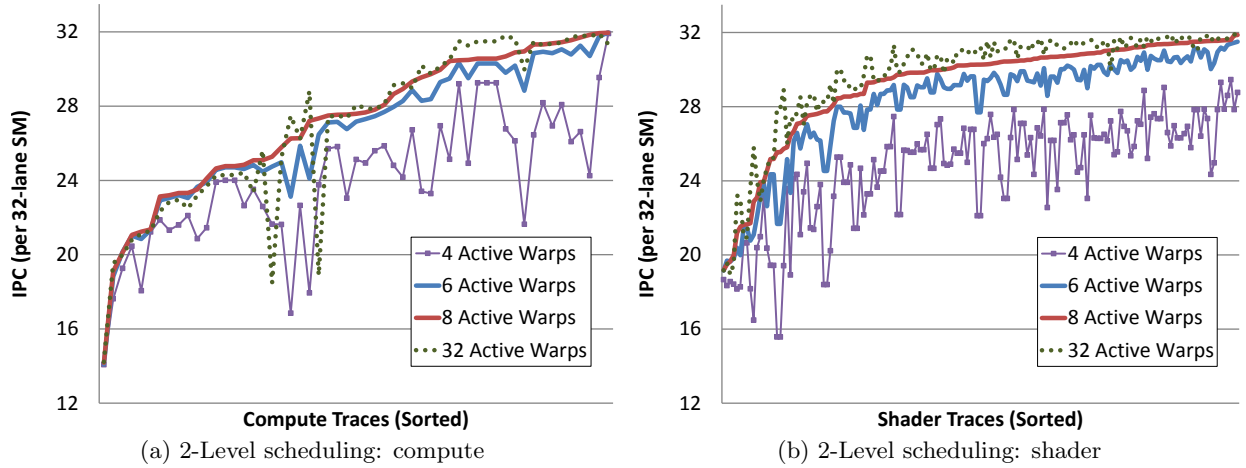 IPC (per 32-lane SM)
32
28
24
20
16
12
4 Active Warps
6 Active Warps
8 Active Warps
32 Active Warps
Compute Traces (Sorted)
(a) 2-Level scheduling: compute
IPC (per 32-lane SM)
32
28
24
20
16
12
4 Active Warps
6 Active Warps
8 Active Warps
32 Active Warps
Shader Traces (Sorted)
(b) 2-Level scheduling: shader